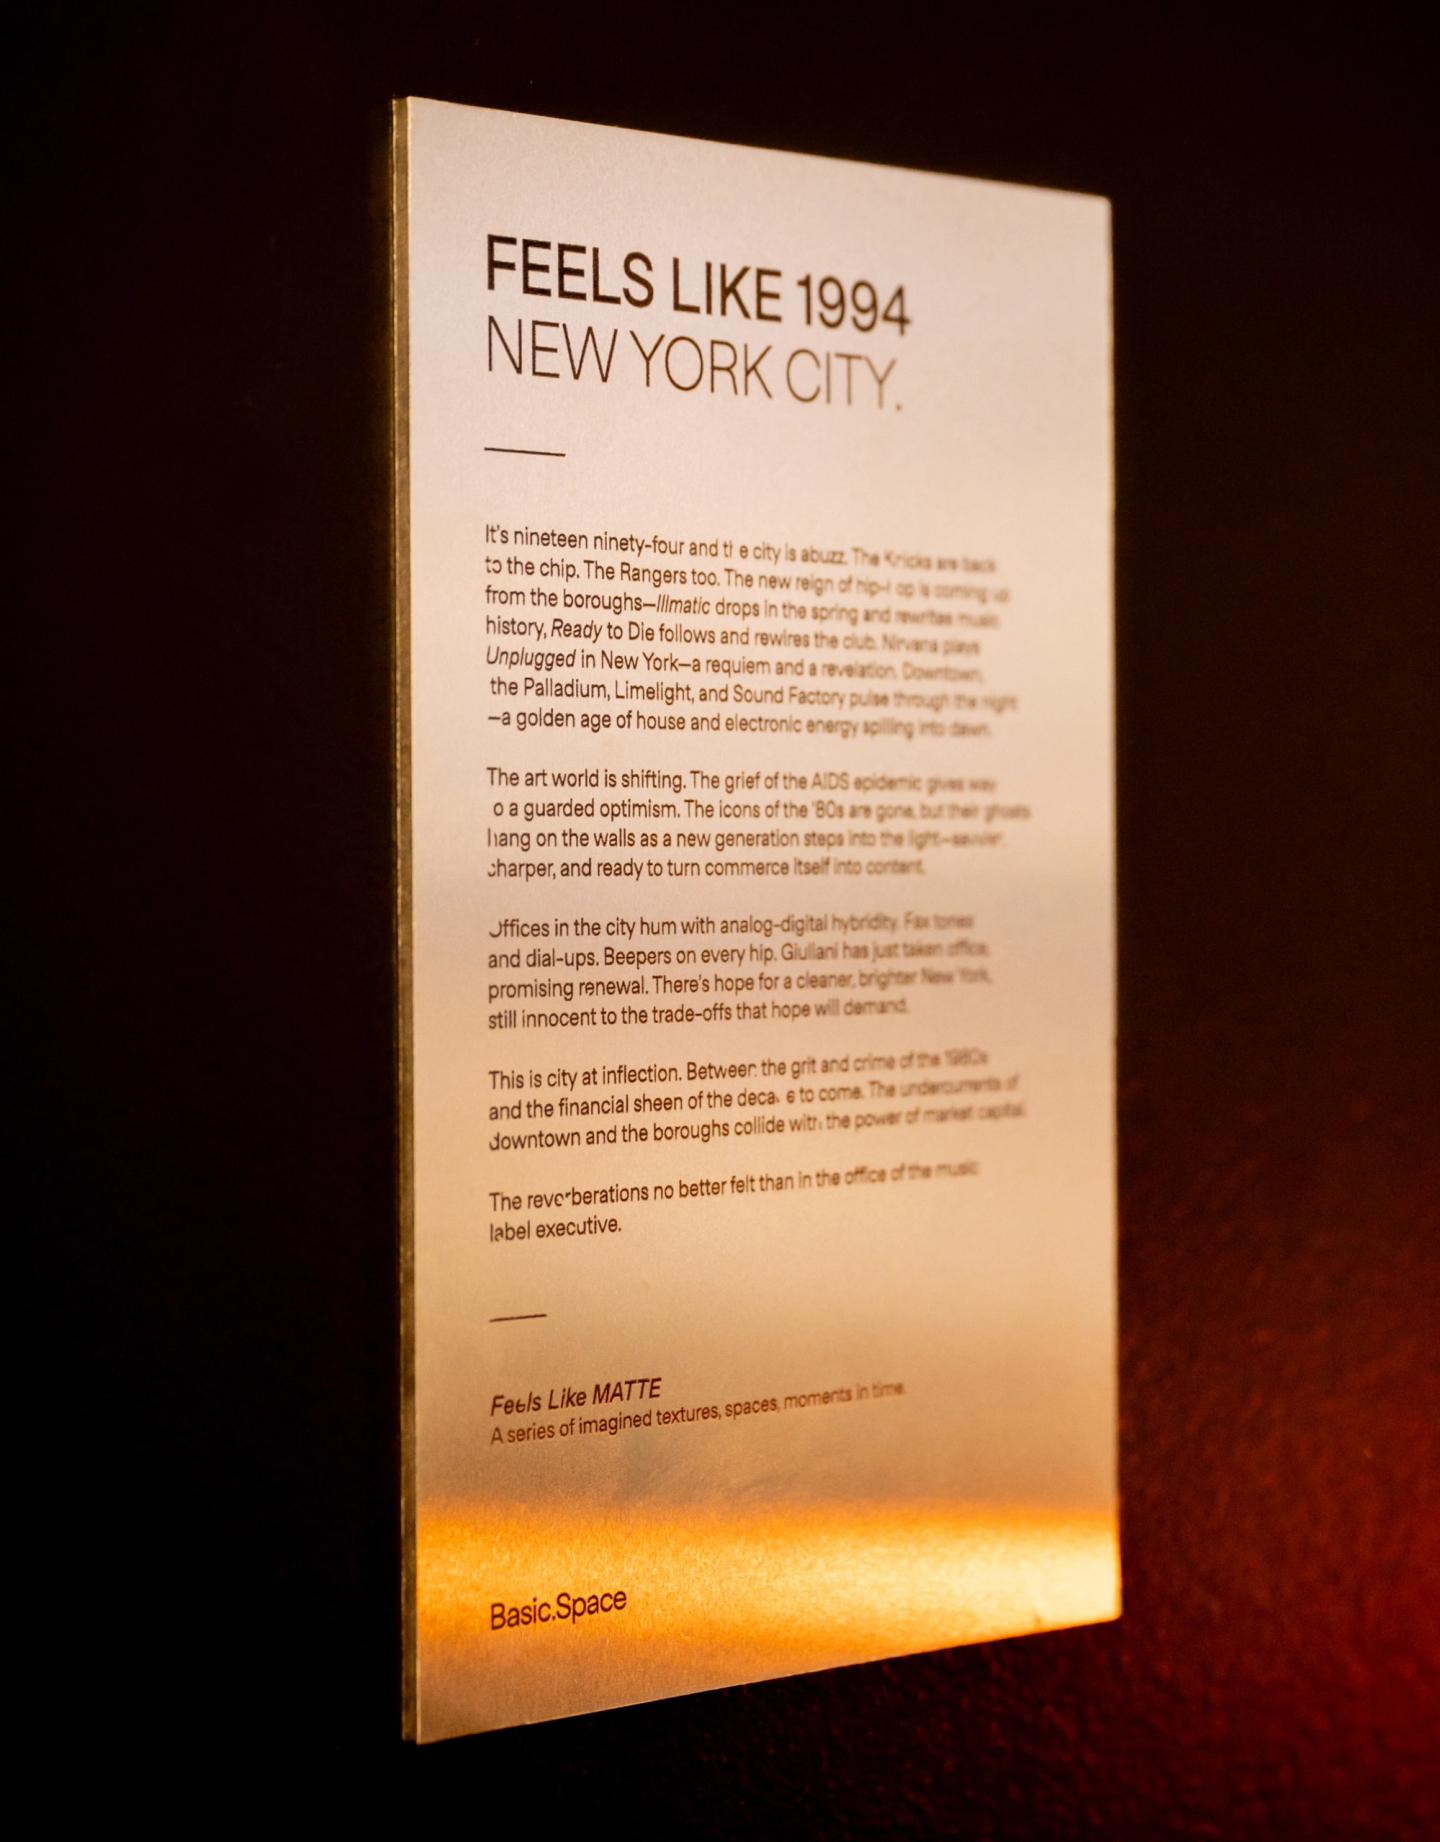 FEELS LIKE 1994
NEW YORK CITY.
It's nineteen ninety-four and the city is abuzz. The Knicks are back
to the chip. The Rangers too. The new reign of hip-hop is coming up
from the boroughs—Illmatic drops in the spring and rewrites music
history, Ready to Die follows and rewires the club. Nirvana plays
Unplugged in New York—a requiem and a revelation. Downtown,
the Palladium, Limelight, and Sound Factory pulse through the night
—a golden age of house and electronic energy spilling into dawn.
The art world is shifting. The grief of the AIDS epidemic gives way
o a guarded optimism. The icons of the '80s are gone, but their ghosts
hang on the walls as a new generation steps into the light—savvier,
sharper, and ready to turn commerce itself into content.
Offices in the city hum with analog-digital hybridity. Fax tones
and dial-ups. Beepers on every hip. Giuliani has just taken office,
promising renewal. There's hope for a cleaner, brighter New York,
still innocent to the trade-offs that hope will demand.
This is city at inflection. Between the grit and crime of the 1980s
and the financial sheen of the decade to come. The undercurrents of
downtown and the boroughs collide with the power of market capital.
The reverberations no better felt than in the office of the music
label executive.
Feels Like MATTE
A series of imagined textures, spaces, moments in time.
Basic.Space